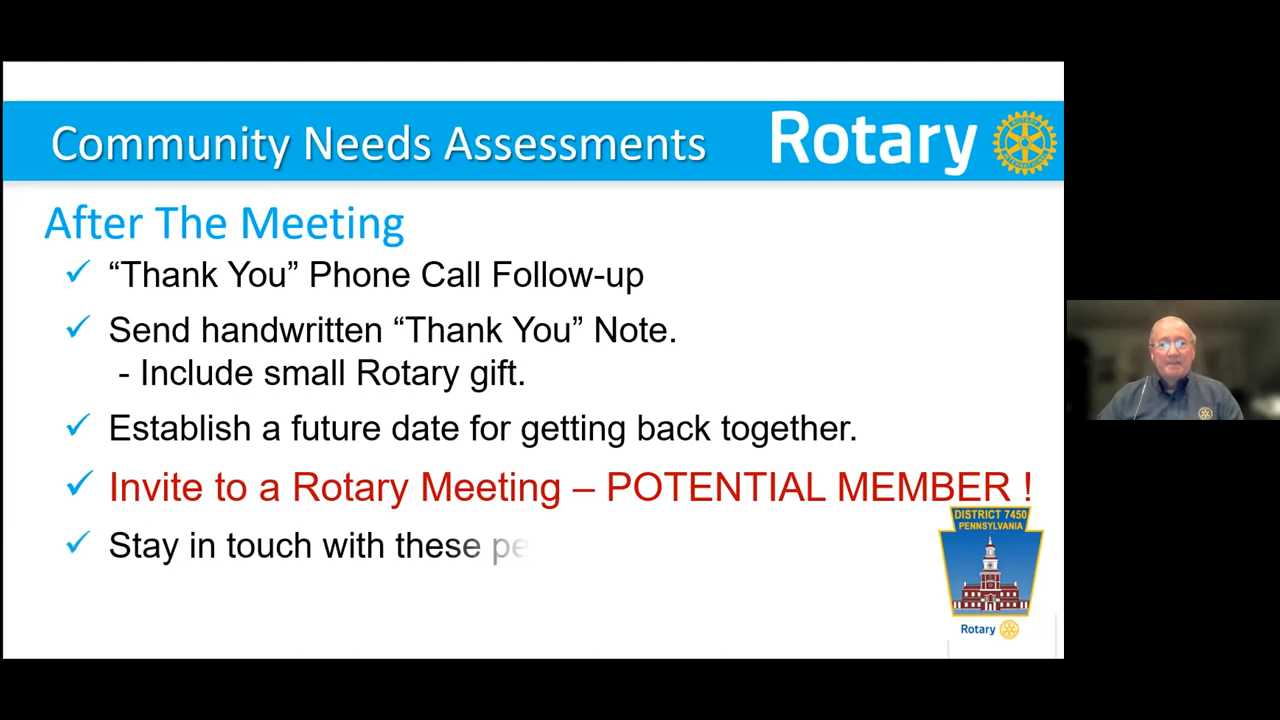 Community Needs Assessments
Rotary
After The Meeting
✓ “Thank You” Phone Call Follow-up
✓ Send handwritten “Thank You” Note.
- Include small Rotary gift.
✓ Establish a future date for getting back together.
✓ Invite to a Rotary Meeting – POTENTIAL MEMBER !
✓ Stay in touch with these
DISTRICT 7450
PENNSYLVANIA
Rotary